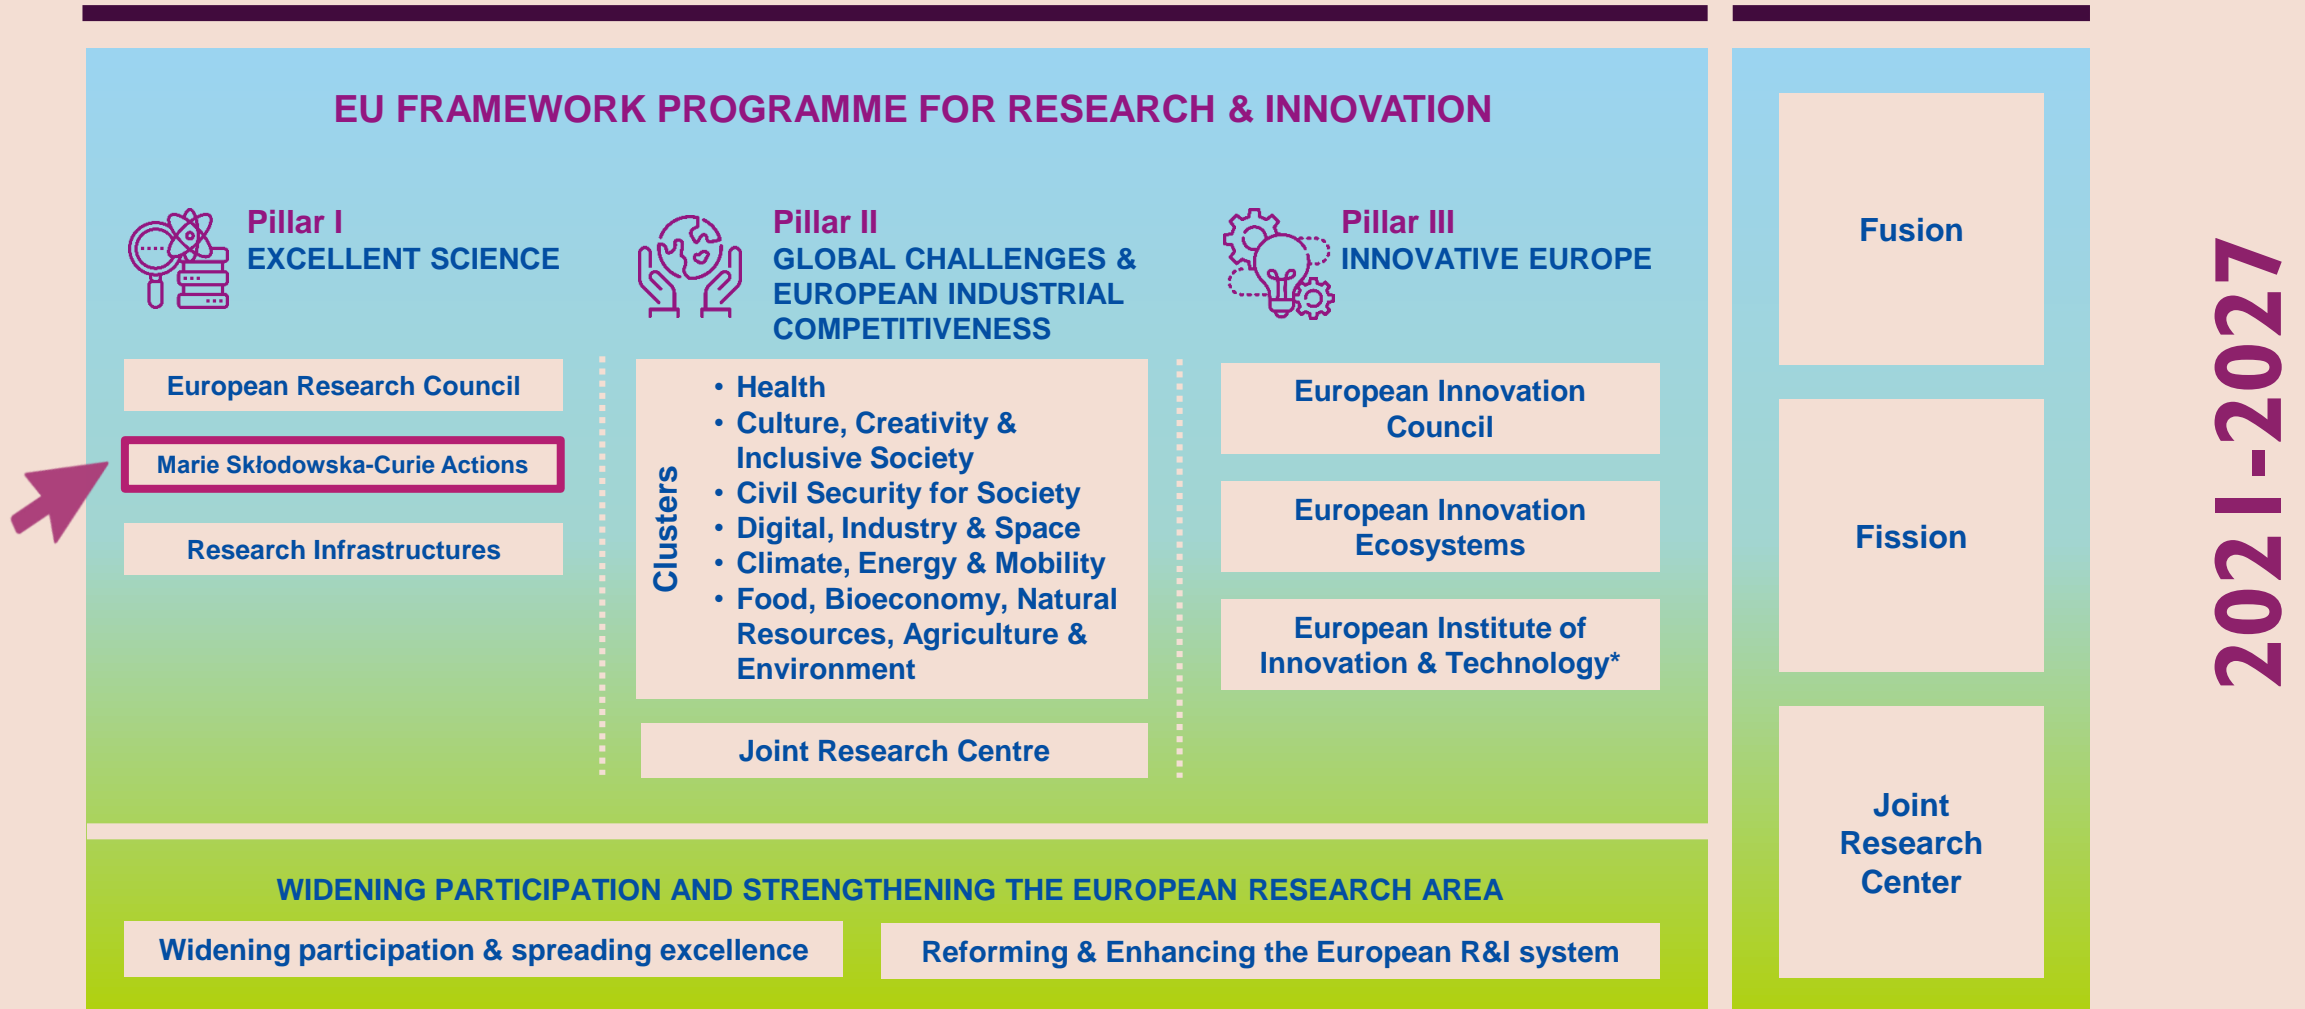 EU FRAMEWORK PROGRAMME FOR RESEARCH & INNOVATION
Pillar I
EXCELLENT SCIENCE
European Research Council
Marie Skłodowska-Curie Actions
Research Infrastructures
Pillar II
GLOBAL CHALLENGES &
EUROPEAN INDUSTRIAL
COMPETITIVENESS
Clusters
• Health
• Culture, Creativity &
Inclusive Society
• Civil Security for Society
• Digital, Industry & Space
• Climate, Energy & Mobility
• Food, Bioeconomy, Natural
Resources, Agriculture &
Environment
Joint Research Centre
Pillar III
INNOVATIVE EUROPE
European Innovation
Council
European Innovation
Ecosystems
European Institute of
Innovation & Technology*
WIDENING PARTICIPATION AND STRENGTHENING THE EUROPEAN RESEARCH AREA
Widening participation & spreading excellence
Reforming & Enhancing the European R&I system
Fusion
Fission
Joint
Research
Center
2021-2027